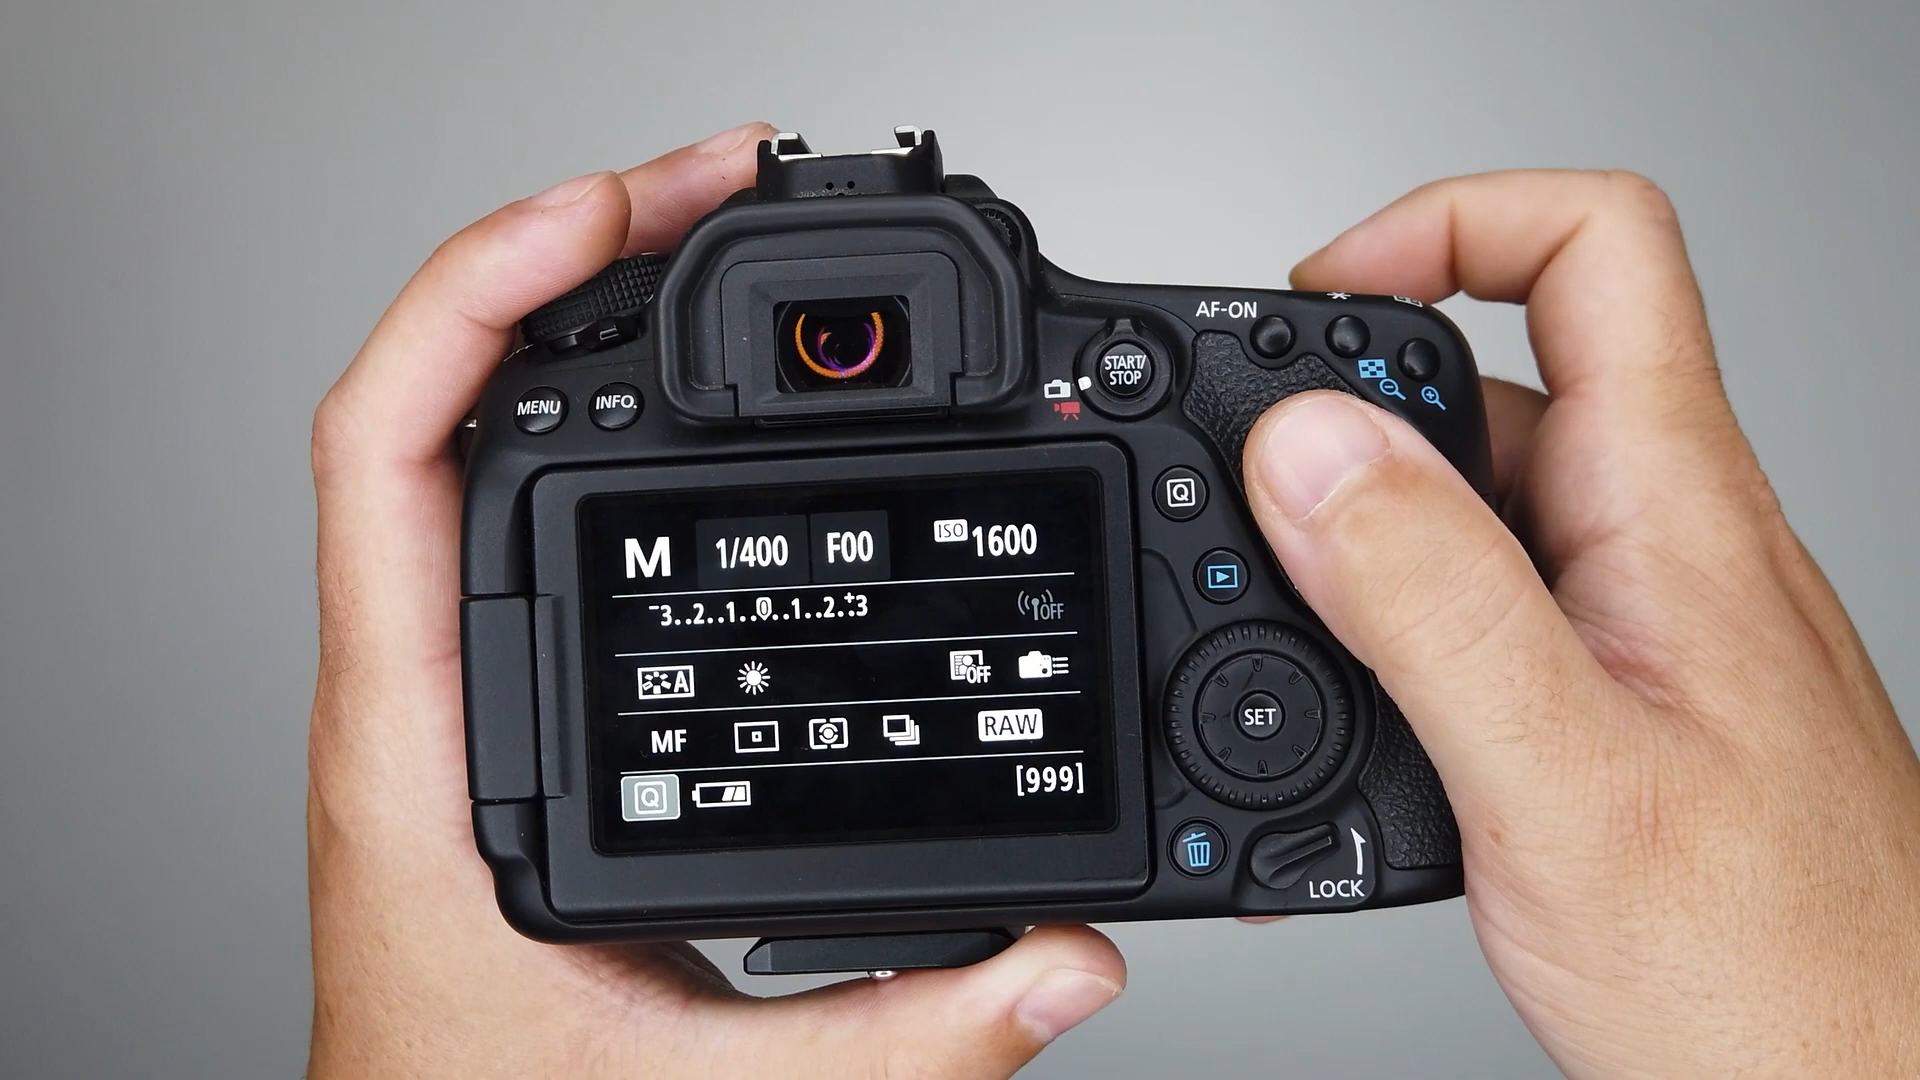 AF-ON
START/
STOP
MENU
INFO.
Q
M 1/400 F00 ISO 1600
-3..2..1..0..1..2..+3
OFF
A
OFF
MF
RAW
Q
[999]
SET
LOCK